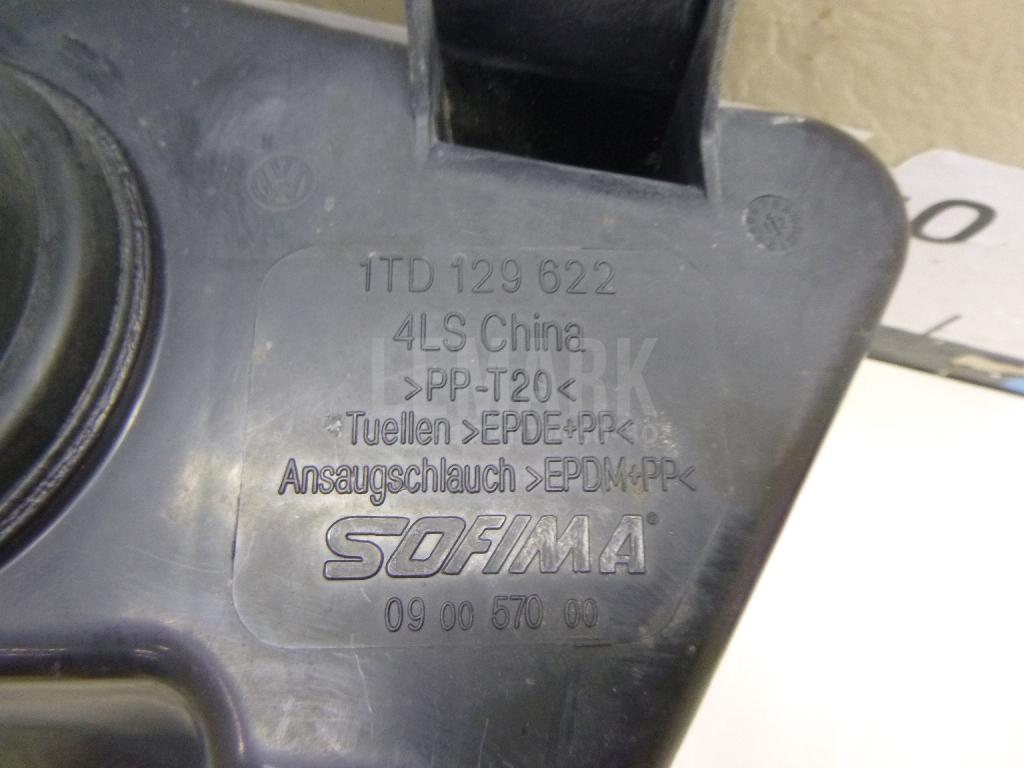 1TD 129 622
4LS China
>PP-T20<
Tuellen >EPDE+PP<
Ansaugschlauch >EPDM+PP<
SOFIMA®
09 00 570 00